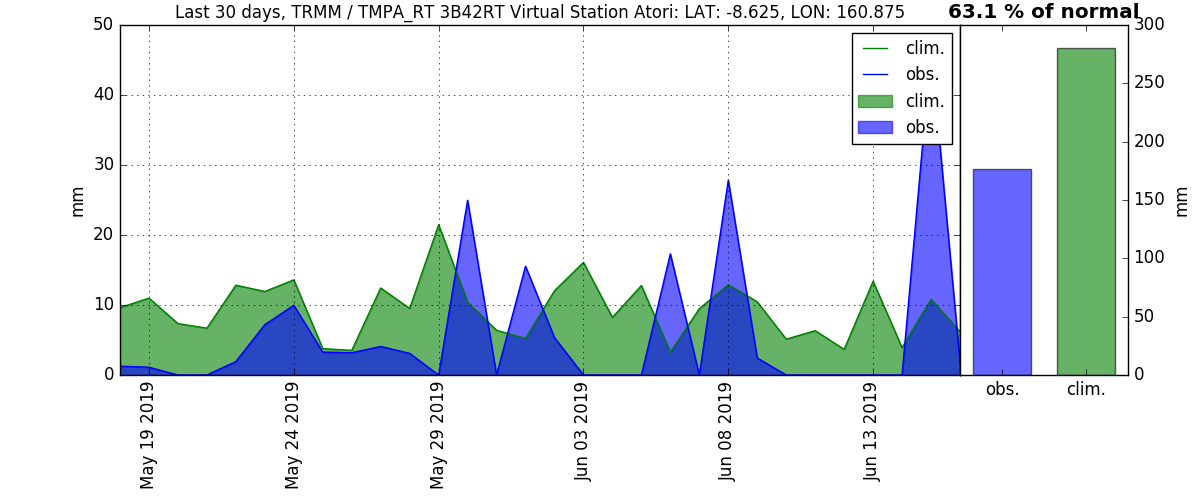 Last 30 days, TRMM / TMPA_RT 3B42RT Virtual Station Atori: LAT: -8.625, LON: 160.875
63.1 % of normal
clim.
obs.
clim.
obs.
50
40
30
20
10
0
mm
300
250
200
150
100
50
0
mm
May 19 2019
May 24 2019
May 29 2019
Jun 03 2019
Jun 08 2019
Jun 13 2019
obs.
clim.